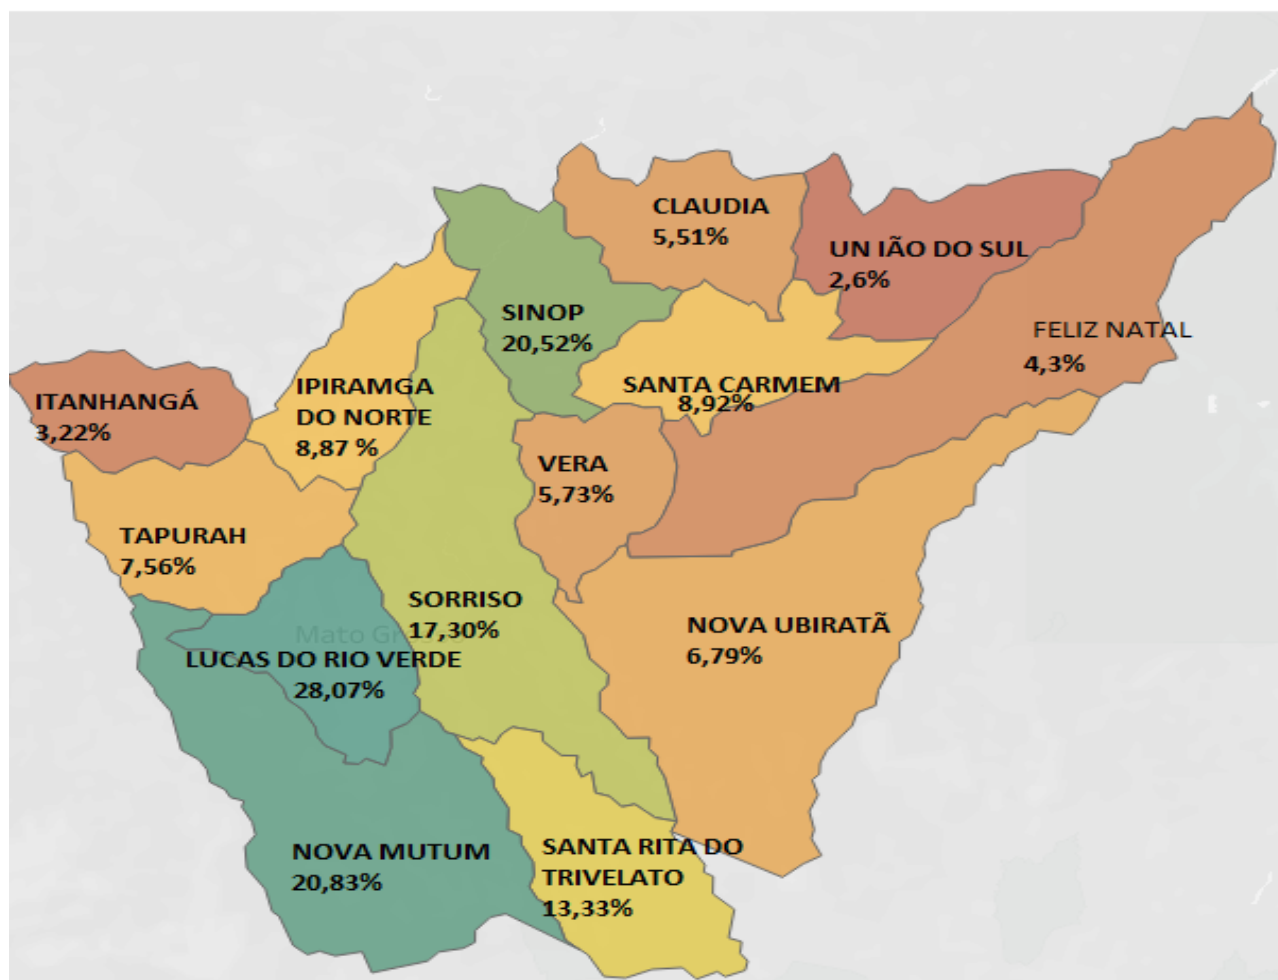 CLAUDIA
5,51%
UN IÃO DO SUL
2,6%
SINOP
20,52%
FELIZ NATAL
4,3%
ITANHANGÁ
3,22%
IPIRAMGA
DO NORTE
8,87 %
SANTA CARMEM
8,92%
VERA
5,73%
TAPURAH
7,56%
SORRISO
17,30%
Mato Gro
NOVA UBIRATÃ
6,79%
LUCAS DO RIO VERDE
28,07%
NOVA MUTUM
20,83%
SANTA RITA DO
TRIVELATO
13,33%